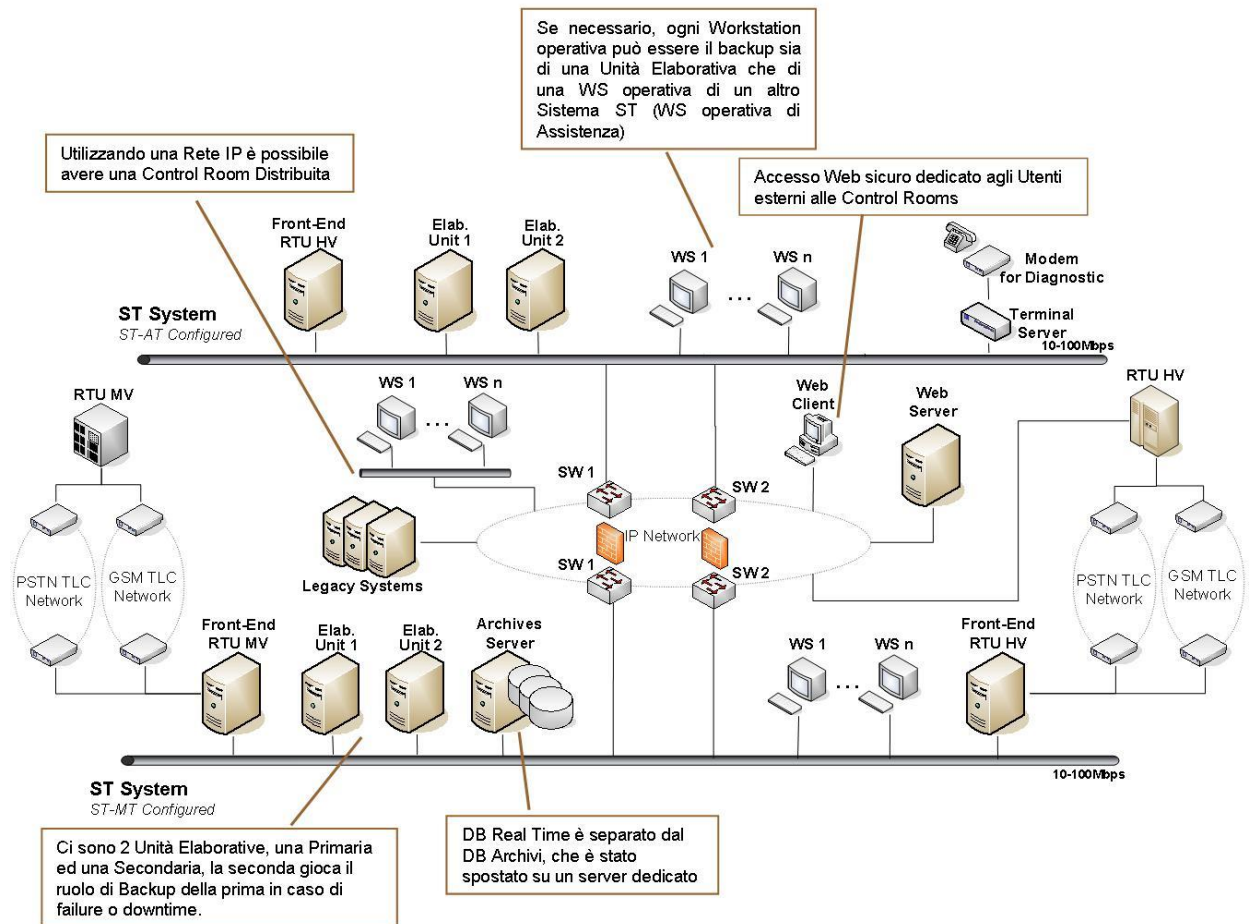 Se necessario, ogni Workstation
operativa può essere il backup sia
di una Unità Elaborativa che di
una WS operativa di un altro
Sistema ST (WS operativa di
Assistenza)
Utilizzando una Rete IP è possibile
avere una Control Room Distribuita
Accesso Web sicuro dedicato agli Utenti
esterni alle Control Rooms
Front-End
RTU HV
Elab.
Unit 1
Elab.
Unit 2
WS 1
...
WS n
Modem
for Diagnostic
Terminal
Server
ST System
ST-AT Configured
10-100Mbps
RTU MV
WS 1
...
WS n
Web
Client
Web
Server
RTU HV
SW 1
SW 2
IP Network
Legacy Systems
SW 1
SW 2
PSTN TLC
Network
GSM TLC
Network
PSTN TLC
Network
GSM TLC
Network
Front-End
RTU MV
Elab.
Unit 1
Elab.
Unit 2
Archives
Server
WS 1
...
WS n
Front-End
RTU HV
10-100Mbps
ST System
ST-MT Configured
Ci sono 2 Unità Elaborative, una Primaria
ed una Secondaria, la seconda gioca il
ruolo di Backup della prima in caso di
failure o downtime.
DB Real Time è separato dal
DB Archivi, che è stato
spostato su un server dedicato